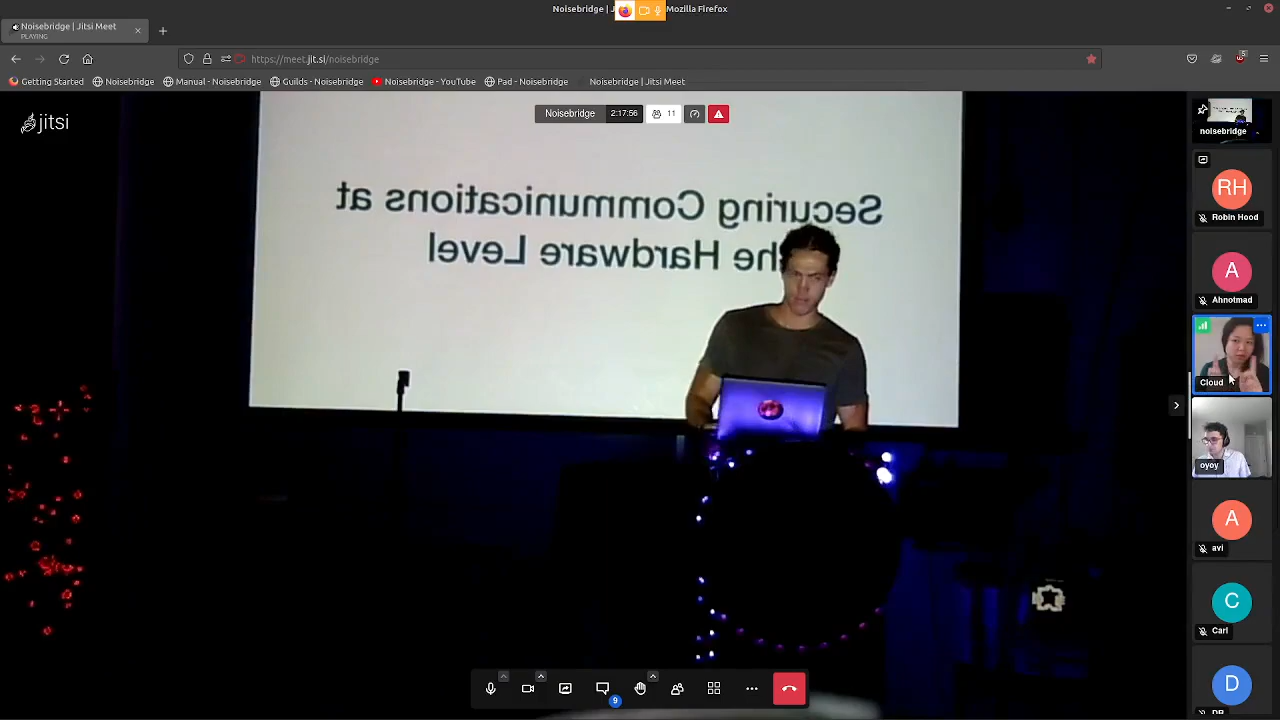 Noisebridge | J
Mozilla Firefox
Noisebridge | Jitsi Meet
PLAYING
https://meet.jit.si/noisebridge
Getting Started
Noisebridge
Manual - Noisebridge
Guilds - Noisebridge
Noisebridge - YouTube
Pad - Noisebridge
Noisebridge | Jitsi Meet
jitsi
Noisebridge
2:17:56
11
Securing Communications at
the Hardware Level
noisebridge
RH
Robin Hood
A
Ahnotmad
Cloud
oyoy
A
avi
C
Carl
D
DB
9